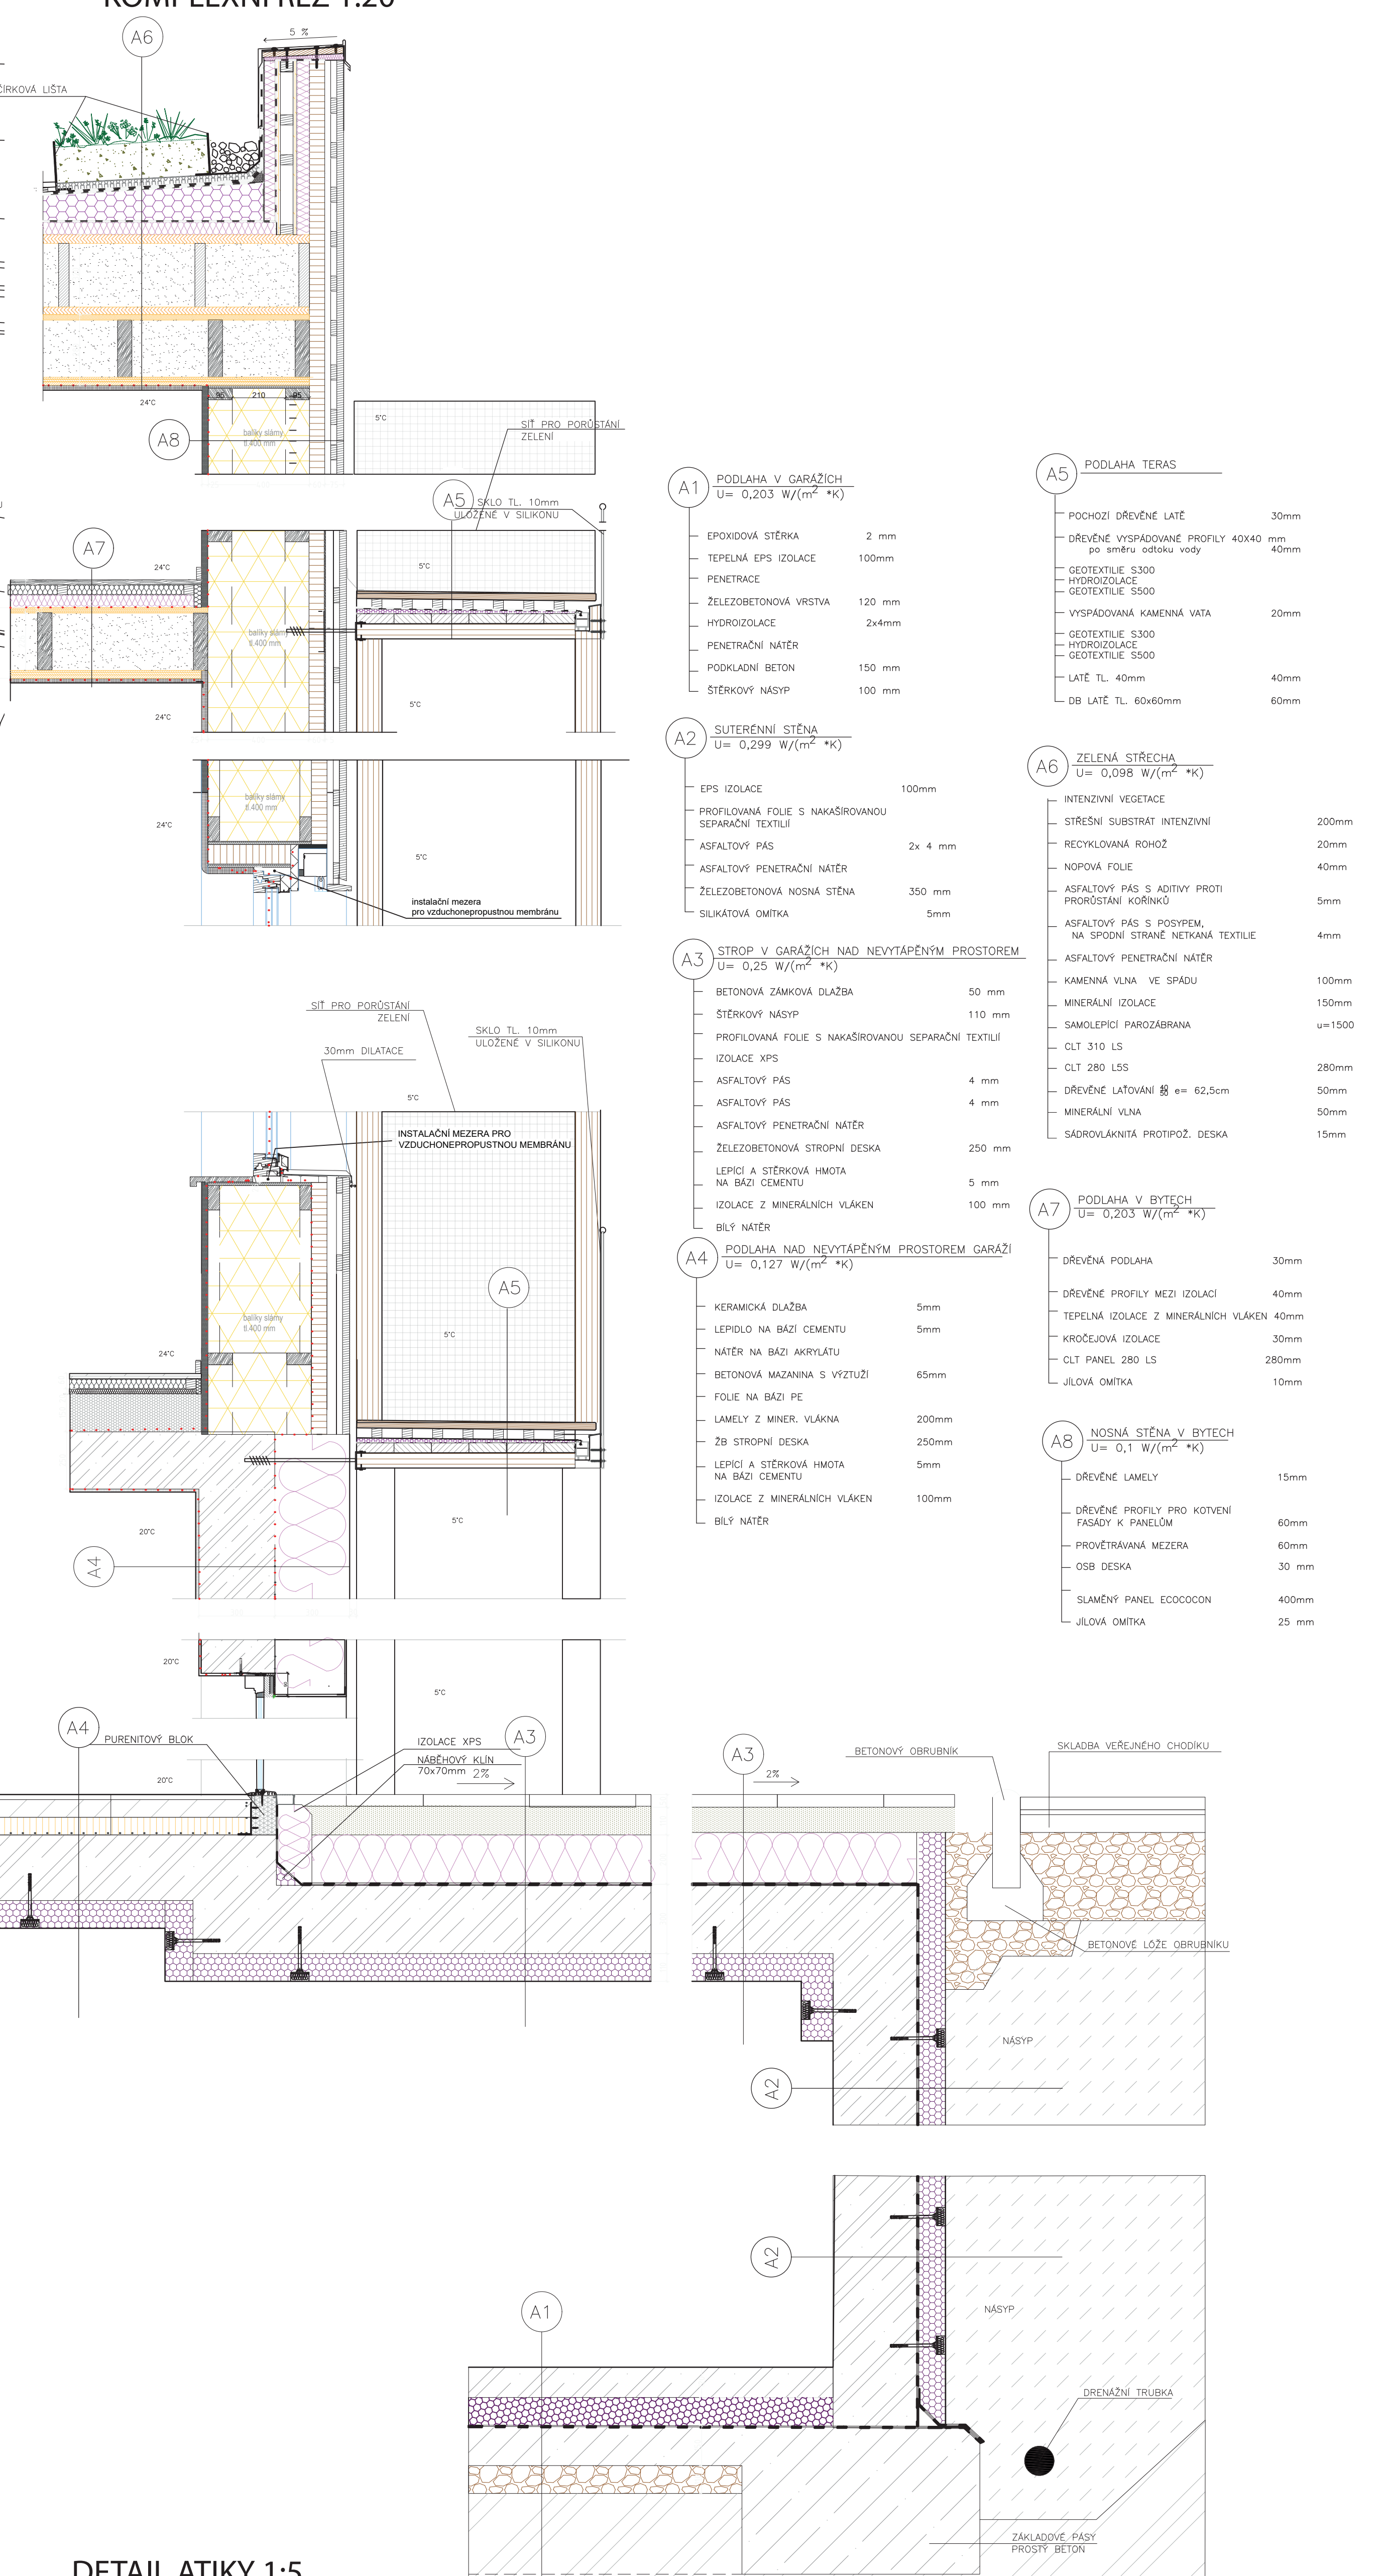 KOMPLEXNÍ ŘEZ 1:20
A6
5 %
ČÍRKOVÁ LIŠTA
24°C
95 210 95
A8
balíky slámy
tl.400 mm
5°C
SÍŤ PRO PORŮSTÁNÍ
ZELENÍ
A5
SKLO TL. 10mm
ULOŽENÉ V SILIKONU
A7
24°C
5°C
balíky slámy
tl.400 mm
24°C
5°C
balíky slámy
tl.400 mm
24°C
5°C
instalační mezera
pro vzduchonepropustnou membránu
SÍŤ PRO PORŮSTÁNÍ
ZELENÍ
SKLO TL. 10mm
ULOŽENÉ V SILIKONU
30mm DILATACE
5°C
INSTALAČNÍ MEZERA PRO
VZDUCHONEPROPUSTNOU MEMBRÁNU
A5
balíky slámy
tl.400 mm
5°C
24°C
20°C
5°C
A4
20°C
5°C
A4
PURENITOVÝ BLOK
IZOLACE XPS
A3
NÁBĚHOVÝ KLÍN
70x70mm
2%
20°C
A3
2%
BETONOVÝ OBRUBNÍK
SKLADBA VEŘEJNÉHO CHODÍKU
BETONOVÉ LÓŽE OBRUBNÍKU
NÁSYP
A2
A2
NÁSYP
A1
DRENÁŽNÍ TRUBKA
ZÁKLADOVÉ PÁSY
PROSTÝ BETON
DETAIL ATIKY 1:5
A1
PODLAHA V GARÁŽÍCH
U= 0,203 W/(m2 *K)
EPOXIDOVÁ STĚRKA 2 mm
TEPELNÁ EPS IZOLACE 100mm
PENETRACE
ŽELEZOBETONOVÁ VRSTVA 120 mm
HYDROIZOLACE 2x4mm
PENETRAČNÍ NÁTĚR
PODKLADNÍ BETON 150 mm
ŠTĚRKOVÝ NÁSYP 100 mm
A2
SUTERÉNNÍ STĚNA
U= 0,299 W/(m2 *K)
EPS IZOLACE 100mm
PROFILOVANÁ FOLIE S NAKAŠÍROVANOU
SEPARAČNÍ TEXTILIÍ
ASFALTOVÝ PÁS 2x 4 mm
ASFALTOVÝ PENETRAČNÍ NÁTĚR
ŽELEZOBETONOVÁ NOSNÁ STĚNA 350 mm
SILIKÁTOVÁ OMÍTKA 5mm
A3
STROP V GARÁŽÍCH NAD NEVYTÁPĚNÝM PROSTOREM
U= 0,25 W/(m2 *K)
BETONOVÁ ZÁMKOVÁ DLAŽBA 50 mm
ŠTĚRKOVÝ NÁSYP 110 mm
PROFILOVANÁ FOLIE S NAKAŠÍROVANOU SEPARAČNÍ TEXTILIÍ
IZOLACE XPS
ASFALTOVÝ PÁS 4 mm
ASFALTOVÝ PÁS 4 mm
ASFALTOVÝ PENETRAČNÍ NÁTĚR
ŽELEZOBETONOVÁ STROPNÍ DESKA 250 mm
LEPÍCÍ A STĚRKOVÁ HMOTA
NA BÁZI CEMENTU 5 mm
IZOLACE Z MINERÁLNÍCH VLÁKEN 100 mm
BÍLÝ NÁTĚR
A4
PODLAHA NAD NEVYTÁPĚNÝM PROSTOREM GARÁŽÍ
U= 0,127 W/(m2 *K)
KERAMICKÁ DLAŽBA 5mm
LEPIDLO NA BÁZÍ CEMENTU 5mm
NÁTĚR NA BÁZI AKRYLÁTU
BETONOVÁ MAZANINA S VÝZTUŽÍ 65mm
FOLIE NA BÁZI PE
LAMELY Z MINER. VLÁKNA 200mm
ŽB STROPNÍ DESKA 250mm
LEPÍCÍ A STĚRKOVÁ HMOTA 5mm
NA BÁZI CEMENTU
IZOLACE Z MINERÁLNÍCH VLÁKEN 100mm
BÍLÝ NÁTĚR
A5
PODLAHA TERAS
POCHOZÍ DŘEVĚNÉ LATĚ 30mm
DŘEVĚNÉ VYSPÁDOVANÉ PROFILY 40X40 mm
po směru odtoku vody 40mm
GEOTEXTILIE S300
HYDROIZOLACE
GEOTEXTILIE S500
VYSPÁDOVANÁ KAMENNÁ VATA 20mm
GEOTEXTILIE S300
HYDROIZOLACE
GEOTEXTILIE S500
LATĚ TL. 40mm 40mm
DB LATĚ TL. 60x60mm 60mm
A6
ZELENÁ STŘECHA
U= 0,098 W/(m2 *K)
INTENZIVNÍ VEGETACE
STŘEŠNÍ SUBSTRÁT INTENZIVNÍ 200mm
RECYKLOVANÁ ROHOŽ 20mm
NOPOVÁ FOLIE 40mm
ASFALTOVÝ PÁS S ADITIVY PROTI
PRORŮSTÁNÍ KOŘÍNKŮ 5mm
ASFALTOVÝ PÁS S POSYPEM,
NA SPODNÍ STRANĚ NETKANÁ TEXTILIE 4mm
ASFALTOVÝ PENETRAČNÍ NÁTĚR
KAMENNÁ VLNA VE SPÁDU 100mm
MINERÁLNÍ IZOLACE 150mm
SAMOLEPÍCÍ PAROZÁBRANA u=1500
CLT 310 LS
CLT 280 L5S 280mm
DŘEVĚNÉ LAŤOVÁNÍ 40/50 e= 62,5cm 50mm
MINERÁLNÍ VLNA 50mm
SÁDROVLÁKNITÁ PROTIPOŽ. DESKA 15mm
A7
PODLAHA V BYTECH
U= 0,203 W/(m2 *K)
DŘEVĚNÁ PODLAHA 30mm
DŘEVĚNÉ PROFILY MEZI IZOLACÍ 40mm
TEPELNÁ IZOLACE Z MINERÁLNÍCH VLÁKEN 40mm
KROČEJOVÁ IZOLACE 30mm
CLT PANEL 280 LS 280mm
JÍLOVÁ OMÍTKA 10mm
A8
NOSNÁ STĚNA V BYTECH
U= 0,1 W/(m2 *K)
DŘEVĚNÉ LAMELY 15mm
DŘEVĚNÉ PROFILY PRO KOTVENÍ
FASÁDY K PANELŮM 60mm
PROVĚTRÁVANÁ MEZERA 60mm
OSB DESKA 30 mm
SLAMĚNÝ PANEL ECOCOCON 400mm
JÍLOVÁ OMÍTKA 25 mm